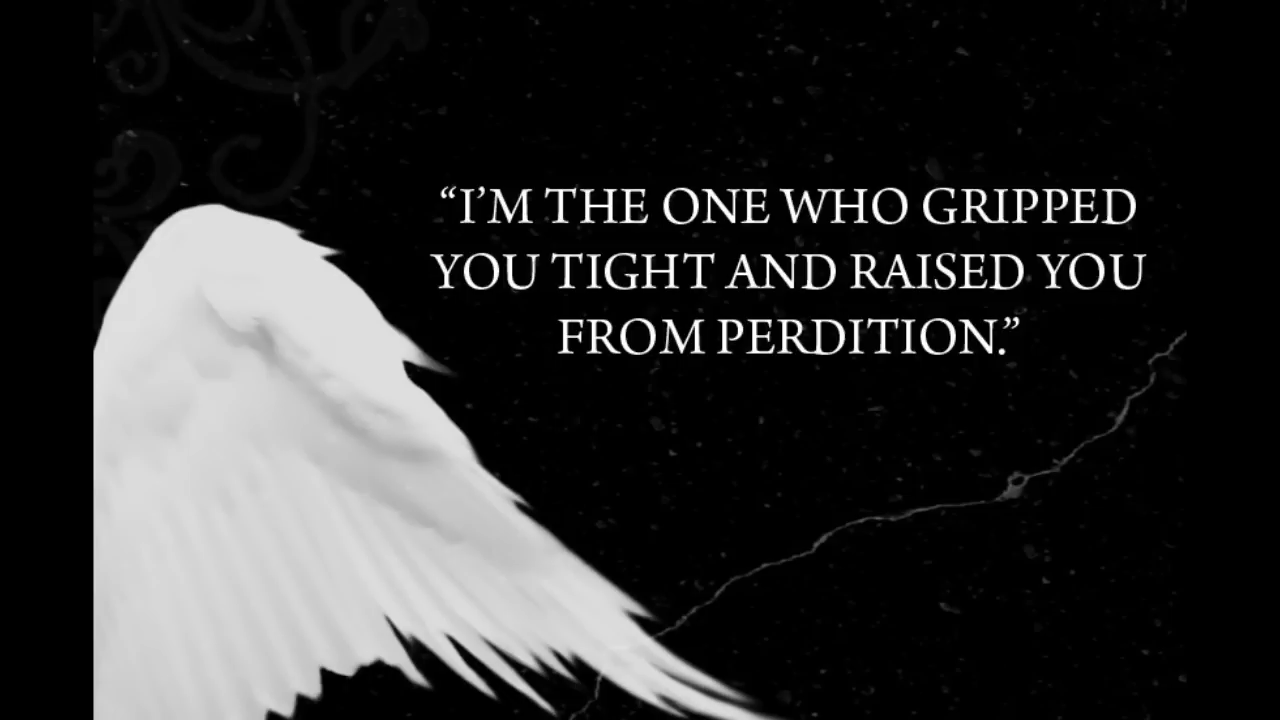 “I’M THE ONE WHO GRIPPED
YOU TIGHT AND RAISED YOU
FROM PERDITION.”